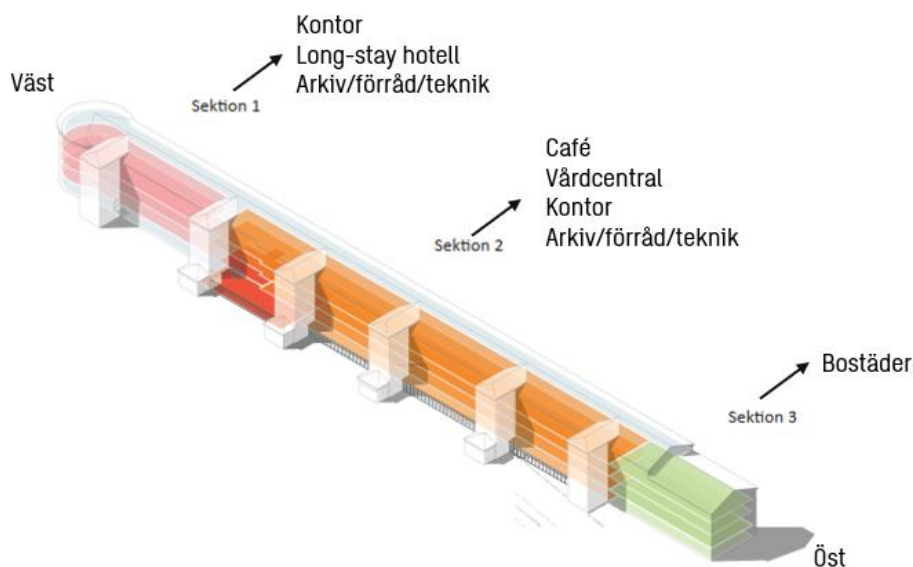 Väst
Sektion 1
Kontor
Long-stay hotell
Arkiv/förråd/teknik
Sektion 2
Café
Vårdcentral
Kontor
Arkiv/förråd/teknik
Sektion 3
Bostäder
Öst